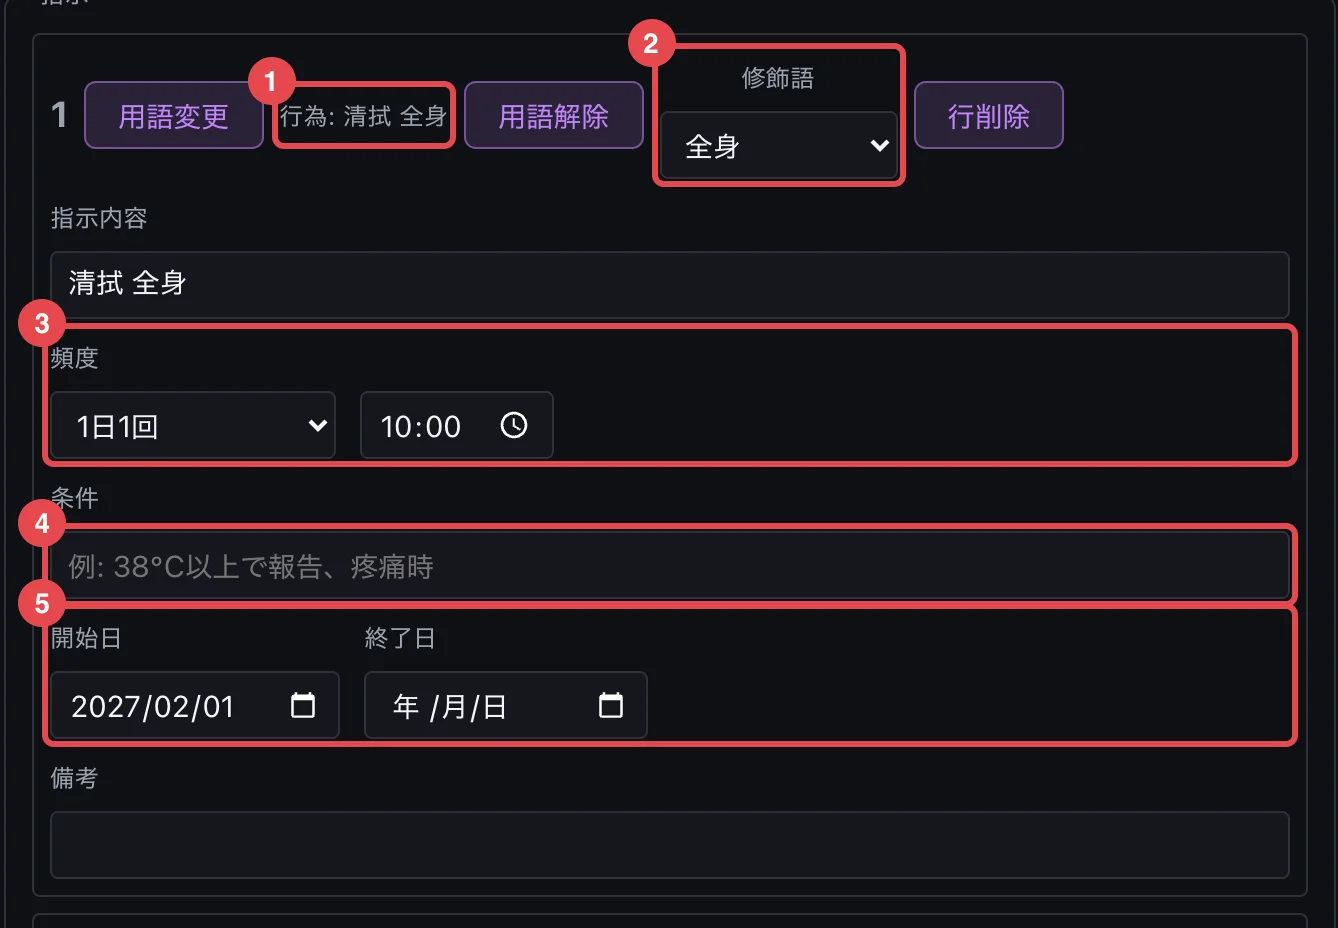 指示
2
修飾語
1
1 用語変更 行為: 清拭 全身 用語解除 全身 行削除
指示内容
清拭 全身
3
頻度
1日1回 10:00
条件
4
例: 38°C以上で報告、疼痛時
5
開始日 終了日
2027/02/01 年 /月/日
備考